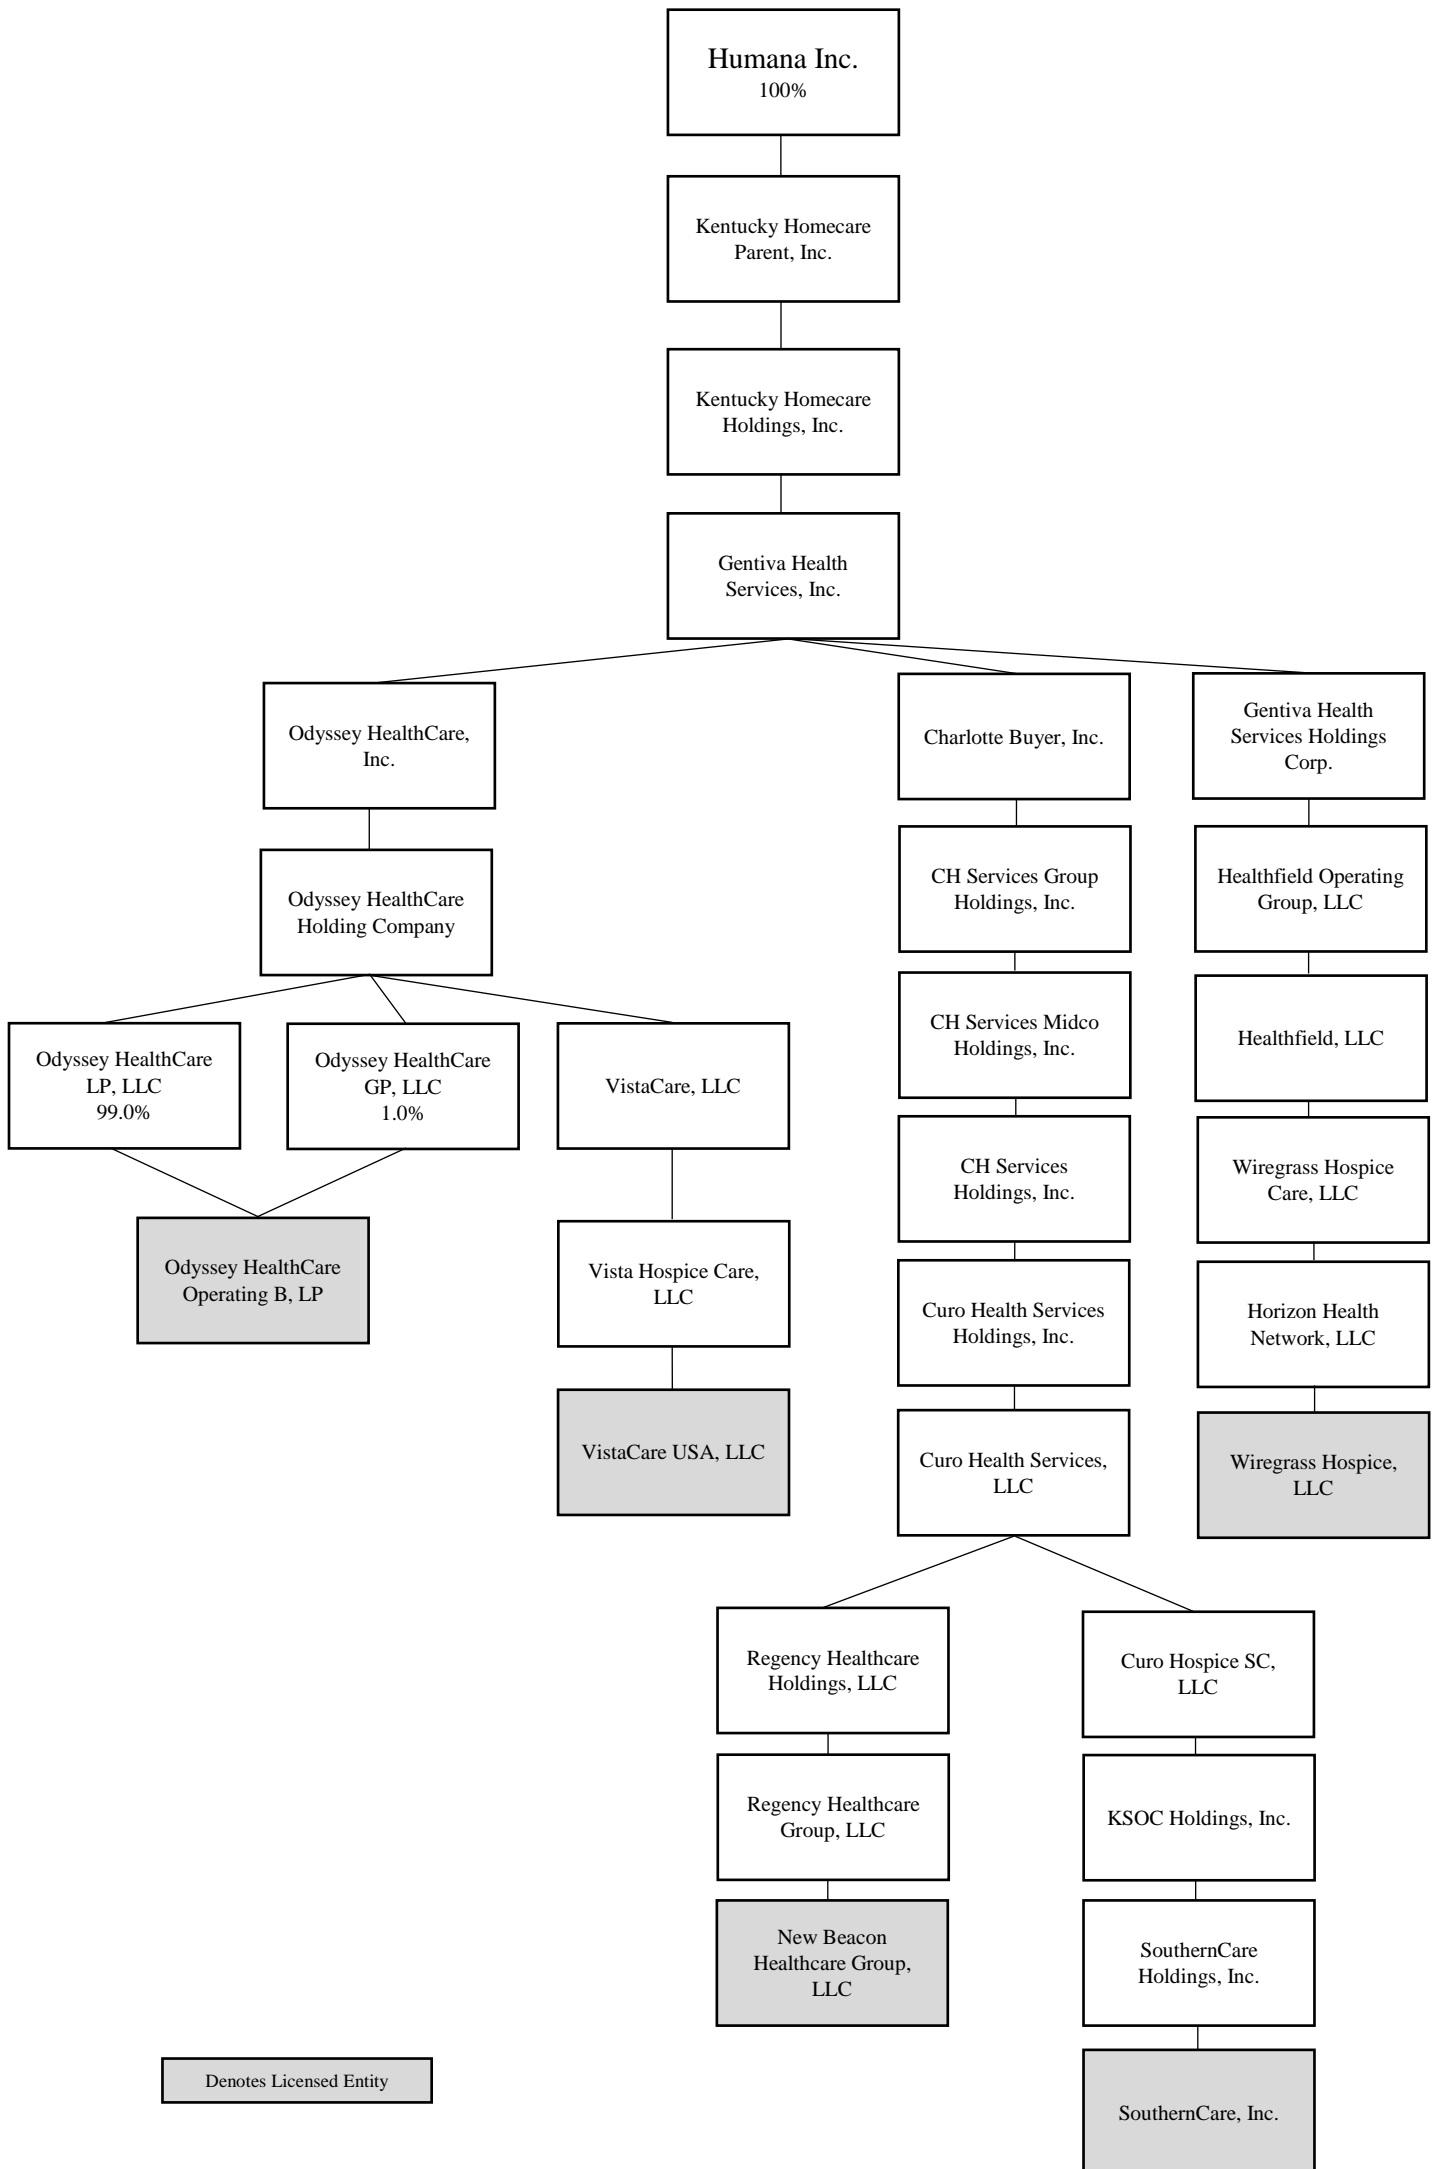 Humana Inc.
100%
Kentucky Homecare
Parent, Inc.
Kentucky Homecare
Holdings, Inc.
Gentiva Health
Services, Inc.
Odyssey HealthCare,
Inc.
Charlotte Buyer, Inc.
Gentiva Health
Services Holdings
Corp.
Odyssey HealthCare
Holding Company
CH Services Group
Holdings, Inc.
Healthfield Operating
Group, LLC
Odyssey HealthCare
LP, LLC
99.0%
Odyssey HealthCare
GP, LLC
1.0%
VistaCare, LLC
CH Services Midco
Holdings, Inc.
Healthfield, LLC
CH Services
Holdings, Inc.
Wiregrass Hospice
Care, LLC
Odyssey HealthCare
Operating B, LP
Vista Hospice Care,
LLC
Curo Health Services
Holdings, Inc.
Horizon Health
Network, LLC
VistaCare USA, LLC
Curo Health Services,
LLC
Wiregrass Hospice,
LLC
Regency Healthcare
Holdings, LLC
Curo Hospice SC,
LLC
Regency Healthcare
Group, LLC
KSOC Holdings, Inc.
New Beacon
Healthcare Group,
LLC
SouthernCare
Holdings, Inc.
Denotes Licensed Entity
SouthernCare, Inc.